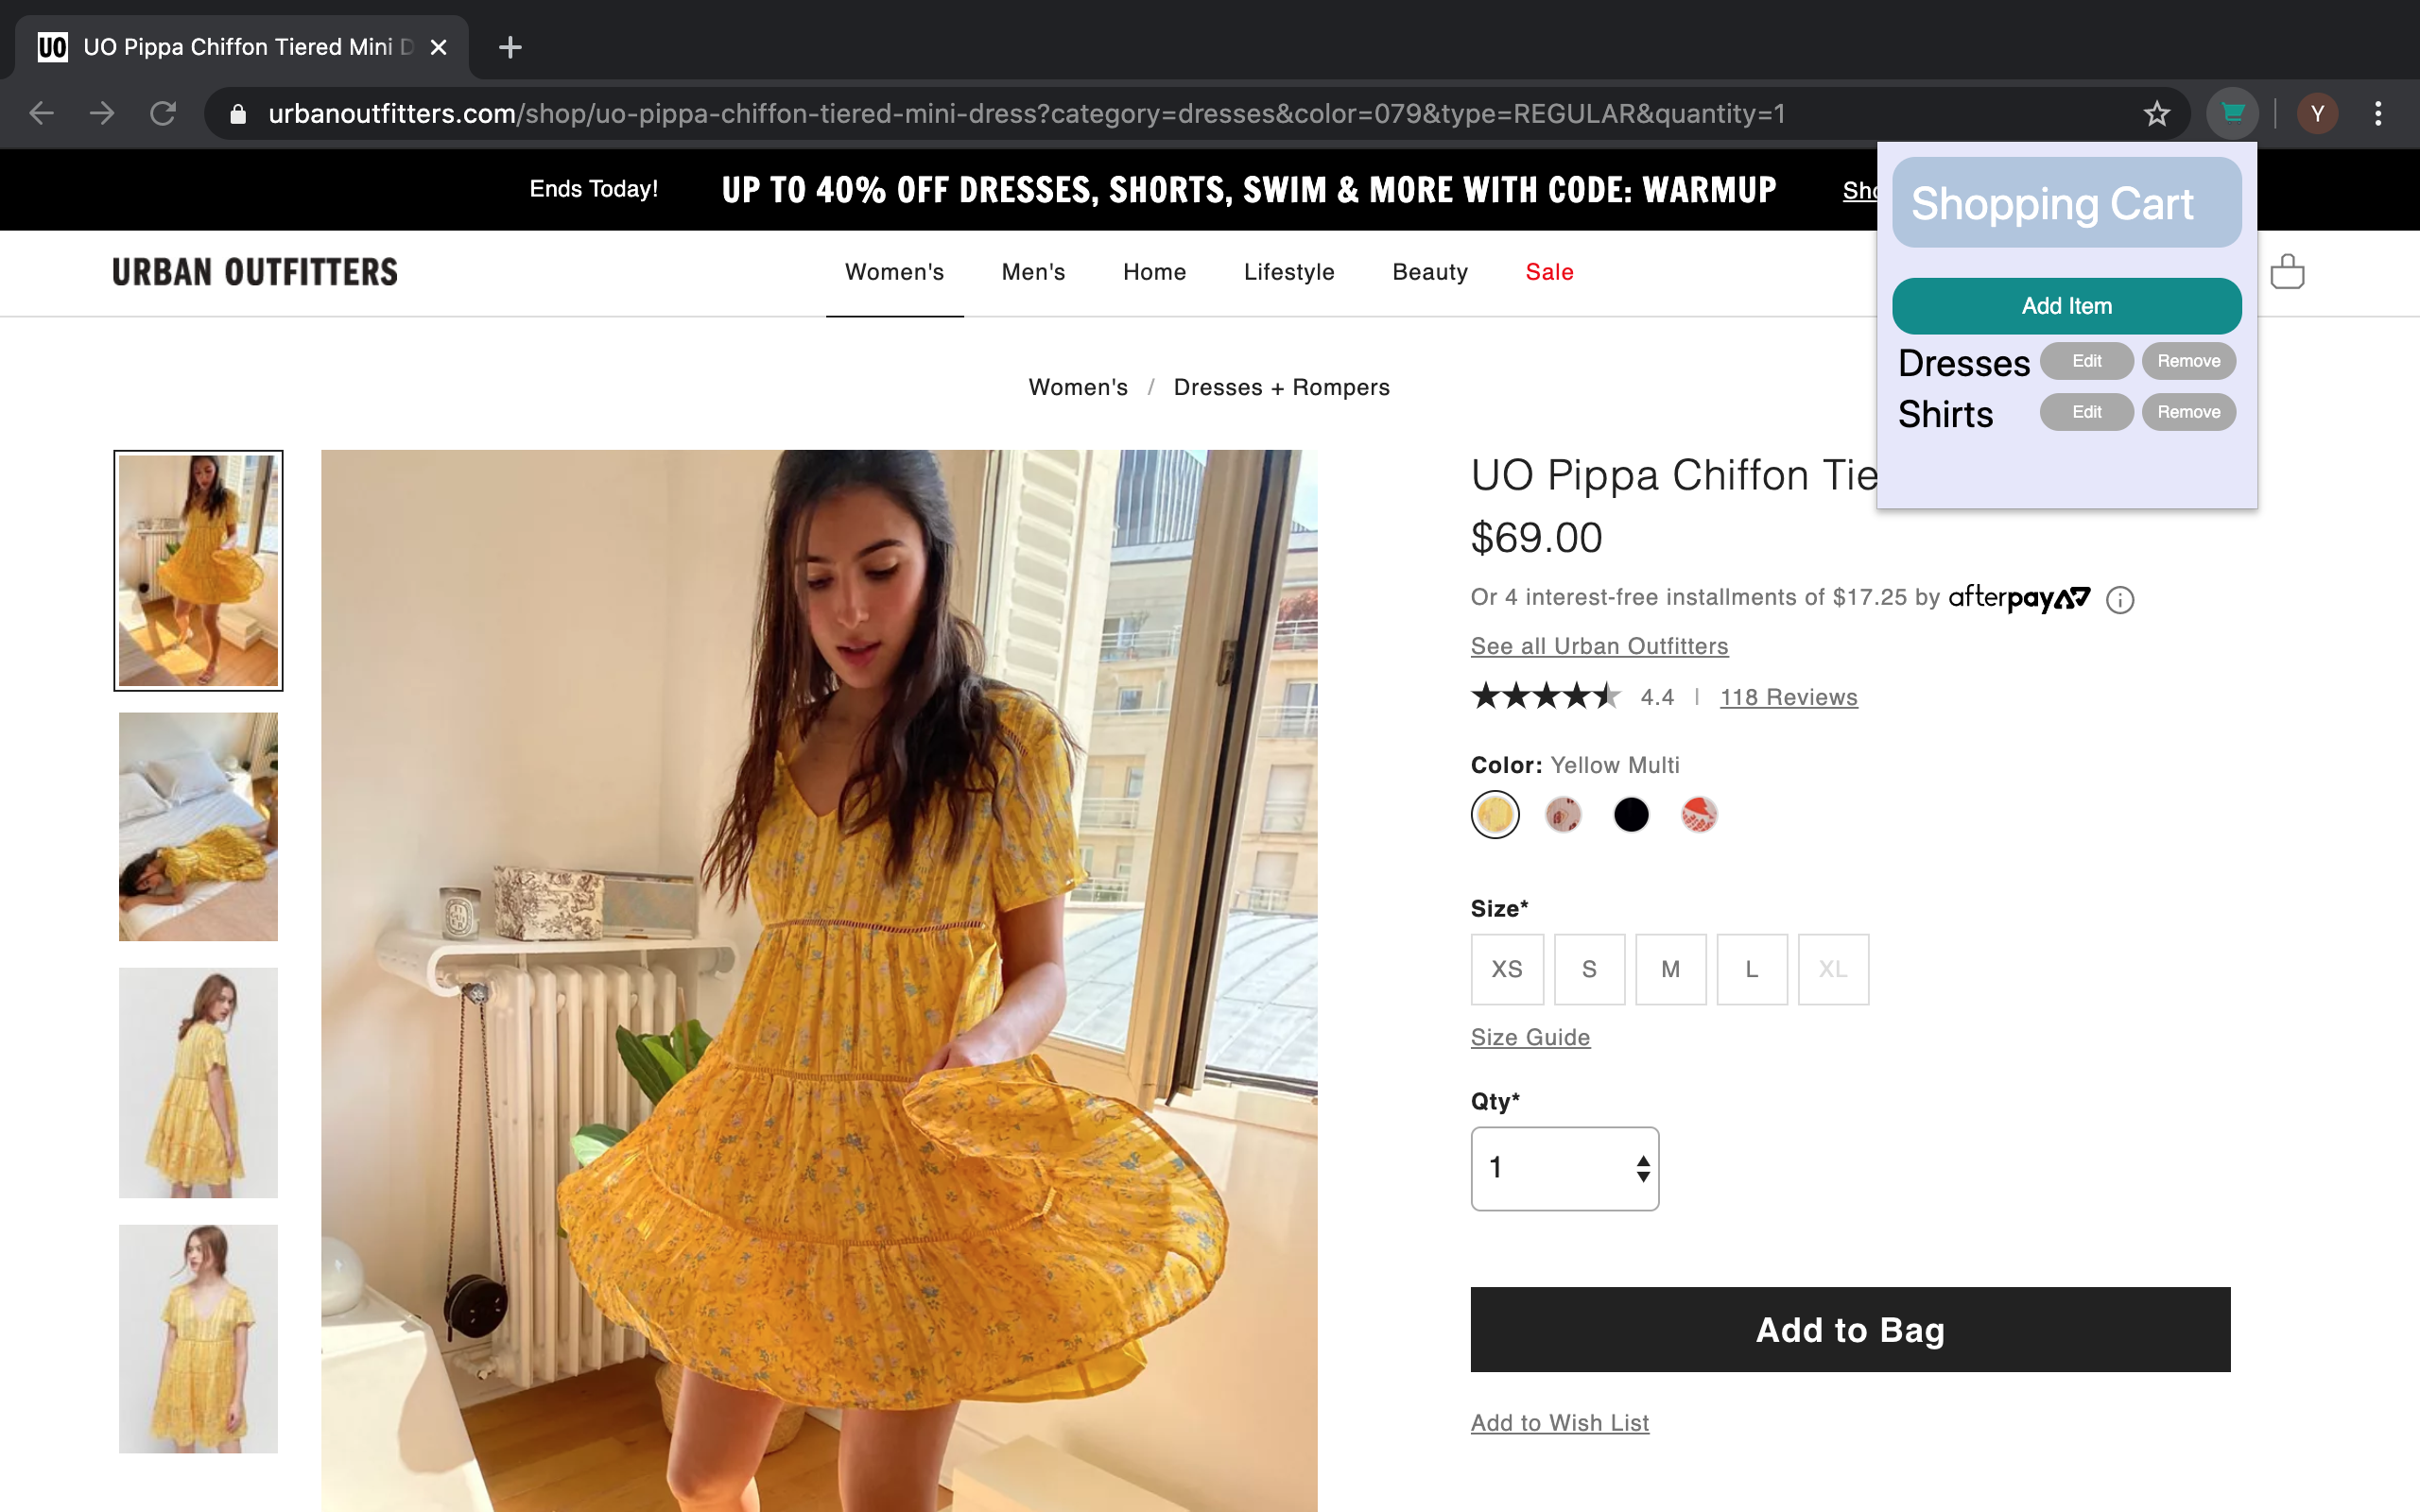 UO UO Pippa Chiffon Tiered Mini D
urbanoutfitters.com/shop/uo-pippa-chiffon-tiered-mini-dress?category=dresses&color=079&type=REGULAR&quantity=1
Y
Ends Today! UP TO 40% OFF DRESSES, SHORTS, SWIM & MORE WITH CODE: WARMUP Sho
Shopping Cart
Add Item
Dresses Edit Remove
Shirts Edit Remove
URBAN OUTFITTERS
Women's Men's Home Lifestyle Beauty Sale
Women's / Dresses + Rompers
UO Pippa Chiffon Tie
$69.00
Or 4 interest-free installments of $17.25 by afterpay
See all Urban Outfitters
4.4 | 118 Reviews
Color: Yellow Multi
Size*
XS S M L XL
Size Guide
Qty*
1
Add to Bag
Add to Wish List